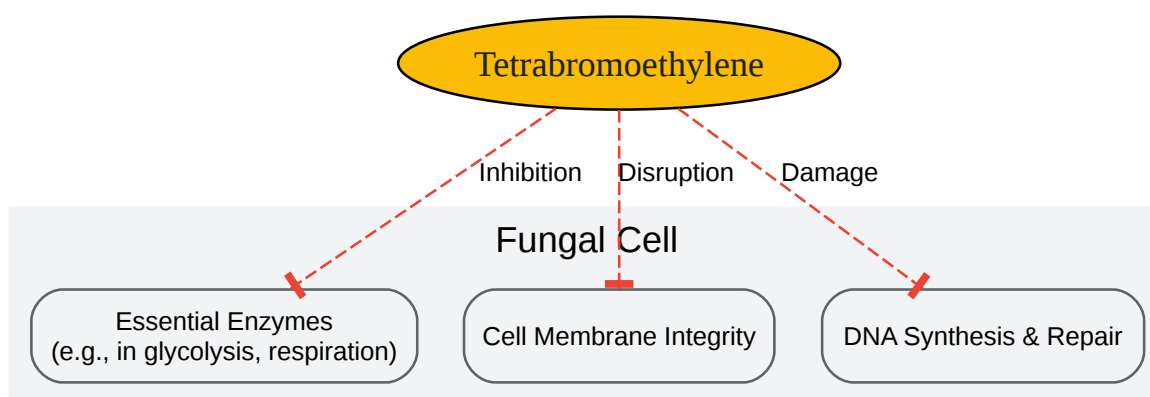 Tetrabromoethylene
Inhibition
Disruption
Damage
Fungal Cell
Essential Enzymes
(e.g., in glycolysis, respiration)
Cell Membrane Integrity
DNA Synthesis & Repair